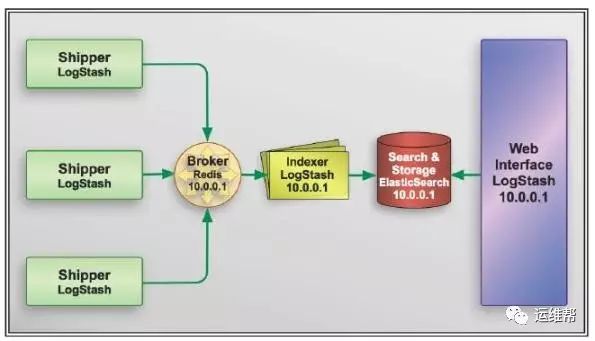 Shipper
LogStash
Shipper
LogStash
Shipper
LogStash
Broker
Redis
10.0.0.1
Indexer
LogStash
10.0.0.1
Search &
Storage
ElasticSearch
10.0.0.1
Web
Interface
LogStash
10.0.0.1
运维帮